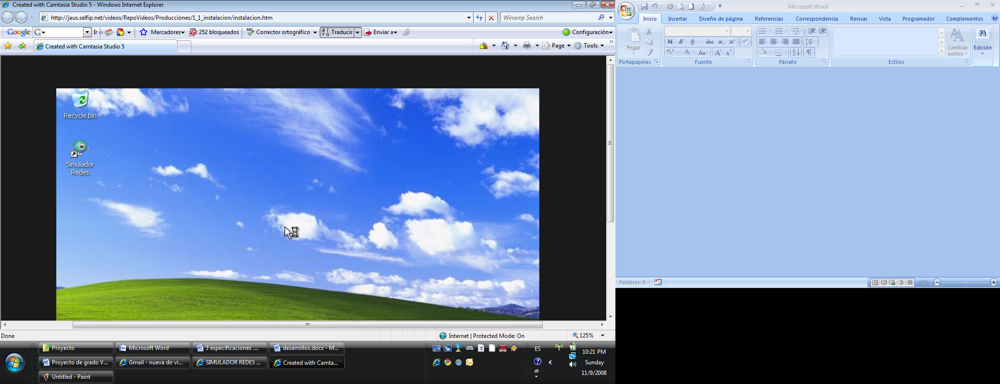 Created with Camtasia Studio 5 - Windows Internet Explorer
http://jaus.selfip.net/videos/RepoVideos/Producciones/1_1_instalacion/instalacion.htm
Winamp Search
Google
G
Ir
Marcadores
252 bloqueados
ABC
Corrector ortográfico
Traducir
Enviar a
Configuración
Created with Camtasia Studio 5
Page
Tools
Recycle Bin
Simulador
Redes
Done
Internet | Protected Mode: On
125%
Proyecto
Microsoft Word
3 especificaciones ....
desarrollos.docx - M...
Proyecto de grado V...
Gmail - nueva dir vi...
SIMULADOR REDES ...
Created with Camta...
Untitled - Paint
DVD
ES
10:21 PM
Sunday
11/9/2008
Microsoft Word
Inicio
Insertar
Diseño de página
Referencias
Correspondencia
Revisar
Vista
Programador
Complementos
Pegar
N K S abc x₂ x²
ab A Aa A A
Cambiar
estilos
Edición
Portapapeles
Fuente
Párrafo
Estilos
Palabras: 0
10%